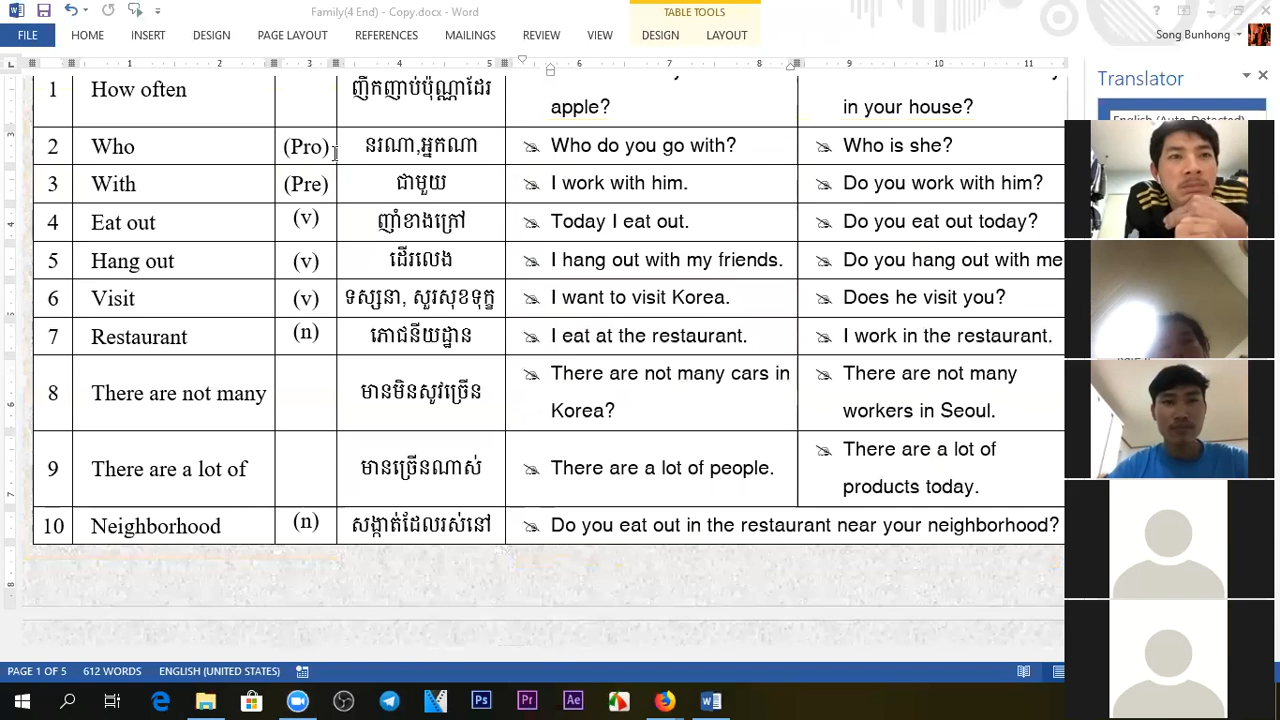 Family(4 End) - Copy.docx - Word
TABLE TOOLS
FILE HOME INSERT DESIGN PAGE LAYOUT REFERENCES MAILINGS REVIEW VIEW DESIGN LAYOUT Song Bunhong
1 2 3 4 5 6 7 8 9 10 11
Translator
1 How often ញឹកញាប់ប៉ុណ្ណាដែរ apple? in your house?
2 Who (Pro) នរណា,អ្នកណា Who do you go with? Who is she?
3 With (Pre) ជាមួយ I work with him. Do you work with him?
4 Eat out (v) ញ៉ាំខាងក្រៅ Today I eat out. Do you eat out today?
5 Hang out (v) ដើរលេង I hang out with my friends. Do you hang out with me
6 Visit (v) ទស្សនា, សួរសុខទុក្ខ I want to visit Korea. Does he visit you?
7 Restaurant (n) ភោជនីយដ្ឋាន I eat at the restaurant. I work in the restaurant.
8 There are not many មានមិនសូវច្រើន There are not many cars in Korea? There are not many workers in Seoul.
9 There are a lot of មានច្រើនណាស់ There are a lot of people. There are a lot of products today.
10 Neighborhood (n) សង្កាត់ដែលរស់នៅ Do you eat out in the restaurant near your neighborhood?
PAGE 1 OF 5 612 WORDS ENGLISH (UNITED STATES)